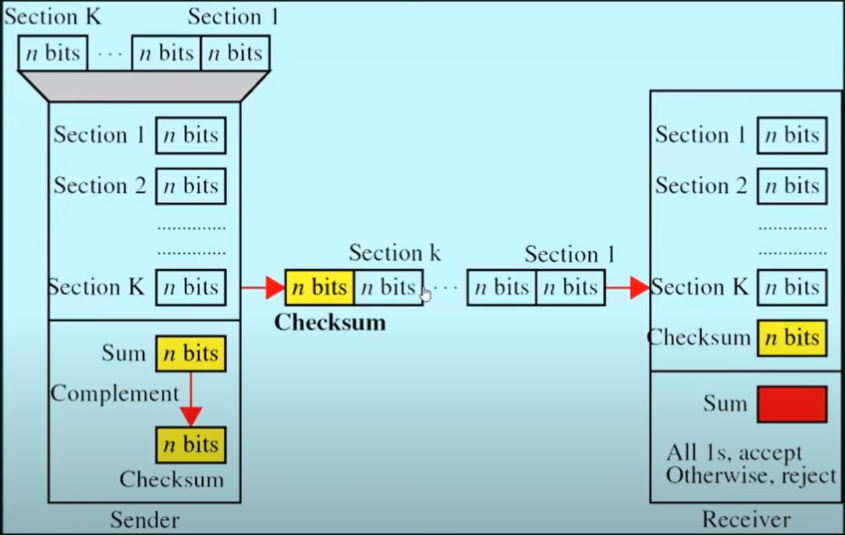 Section K Section 1
n bits ... n bits n bits
Section 1 n bits
Section 2 n bits
Section K n bits
Sum n bits
Complement
n bits
Checksum
Sender
Section k Section 1
n bits n bits ... n bits n bits
Checksum
Section 1 n bits
Section 2 n bits
Section K n bits
Checksum n bits
Sum
All 1s, accept
Otherwise, reject
Receiver